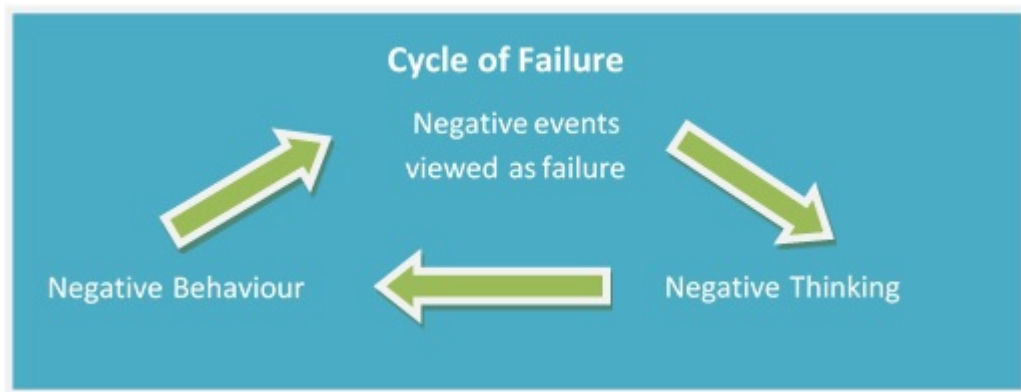 Cycle of Failure
Negative events
viewed as failure
Negative Behaviour
Negative Thinking